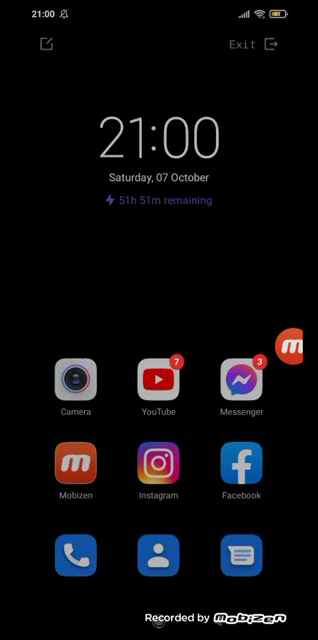 21:00
Exit
21:00
Saturday, 07 October
51h 51m remaining
7
3
Camera
YouTube
Messenger
Mobizen
Instagram
Facebook
Recorded by mobizen